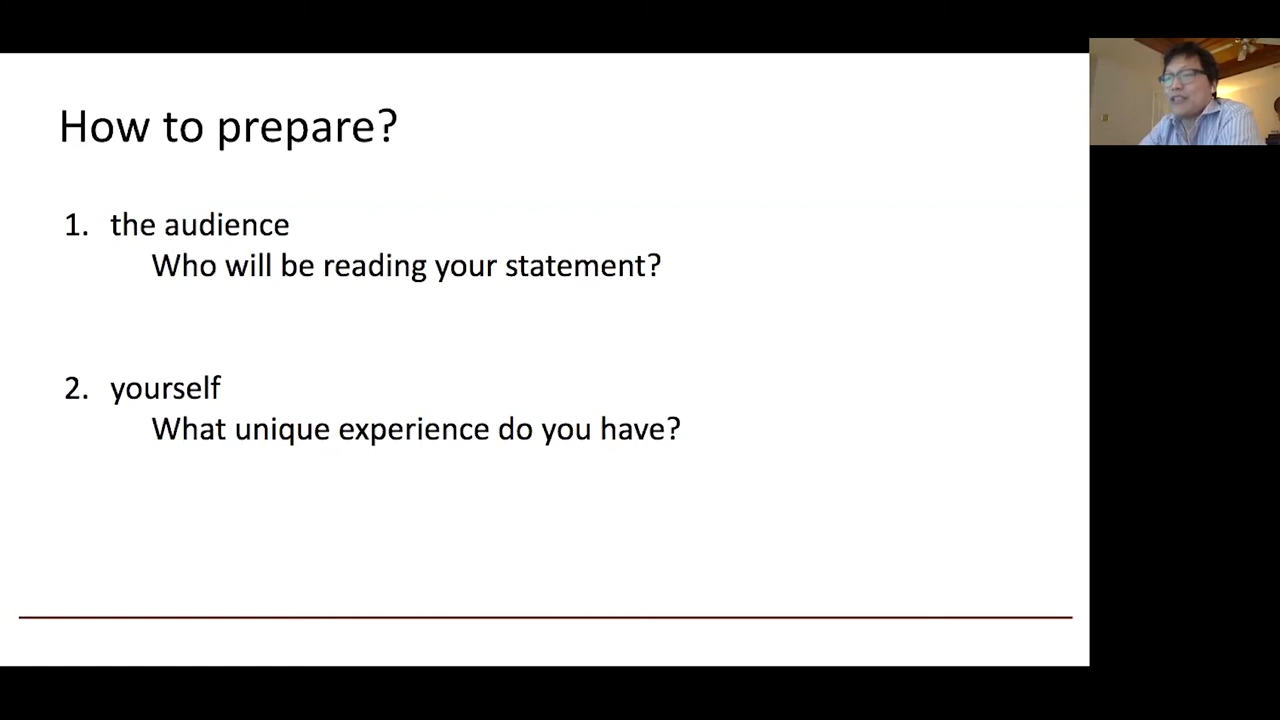 How to prepare?
1. the audience
Who will be reading your statement?
2. yourself
What unique experience do you have?